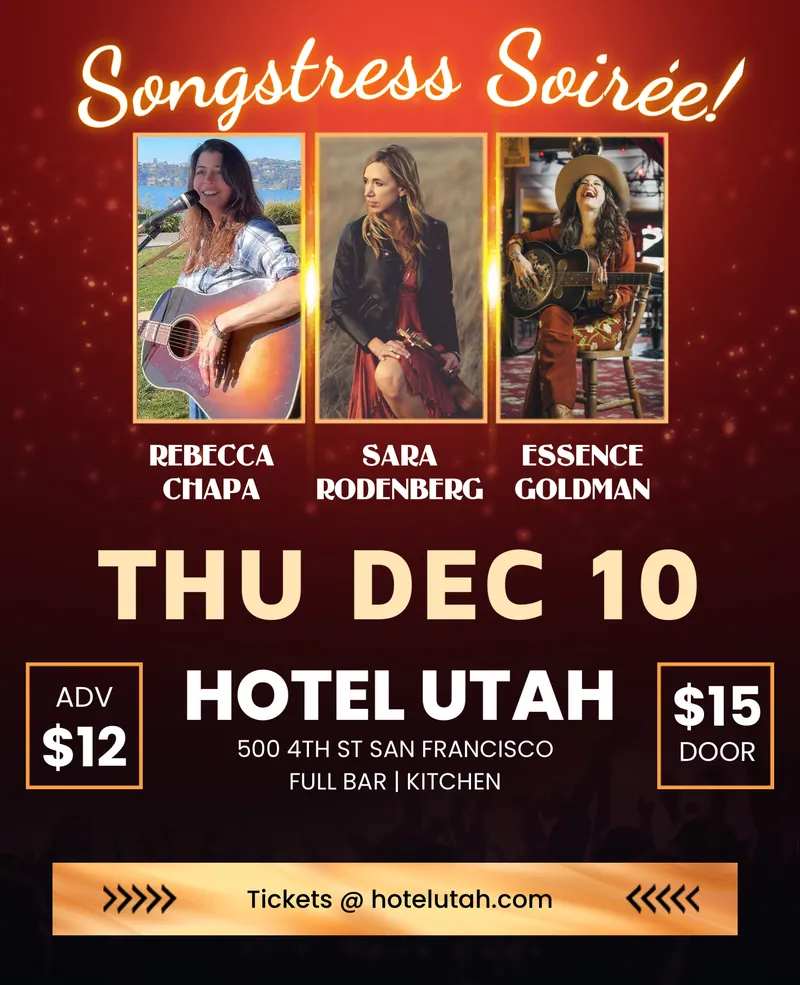 Songstress Soirée!
REBECCA
CHAPA
SARA
RODENBERG
ESSENCE
GOLDMAN
THU DEC 10
ADV
$12
HOTEL UTAH
500 4TH ST SAN FRANCISCO
FULL BAR | KITCHEN
$15
DOOR
>>>>> Tickets @ hotelutah.com <<<<<